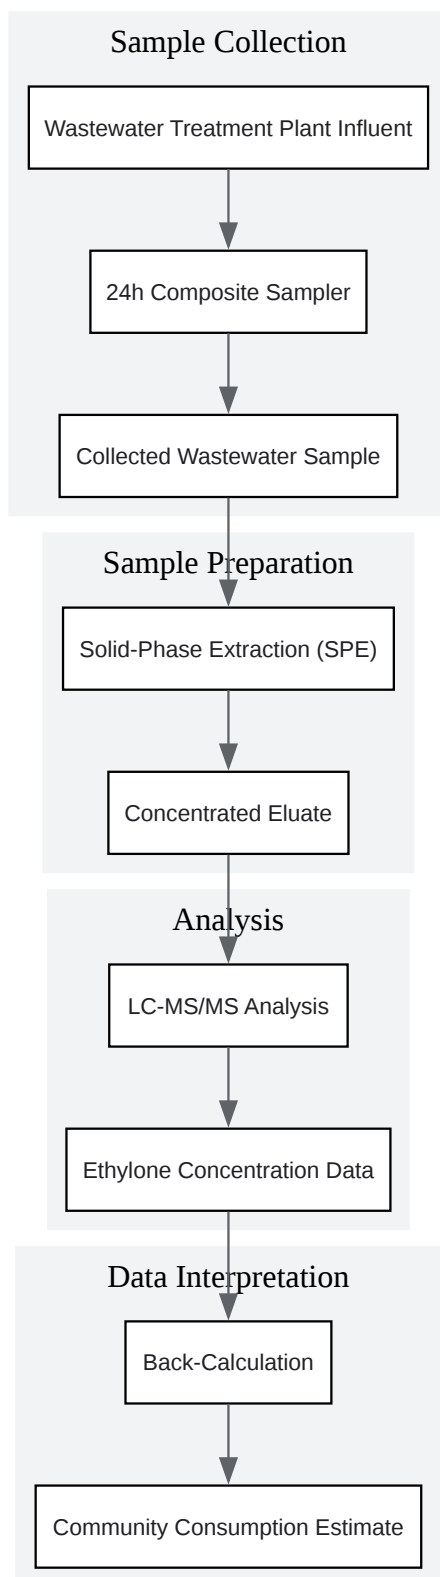 Sample Collection
Wastewater Treatment Plant Influent
24h Composite Sampler
Collected Wastewater Sample
Sample Preparation
Solid-Phase Extraction (SPE)
Concentrated Eluate
Analysis
LC-MS/MS Analysis
Ethylone Concentration Data
Data Interpretation
Back-Calculation
Community Consumption Estimate